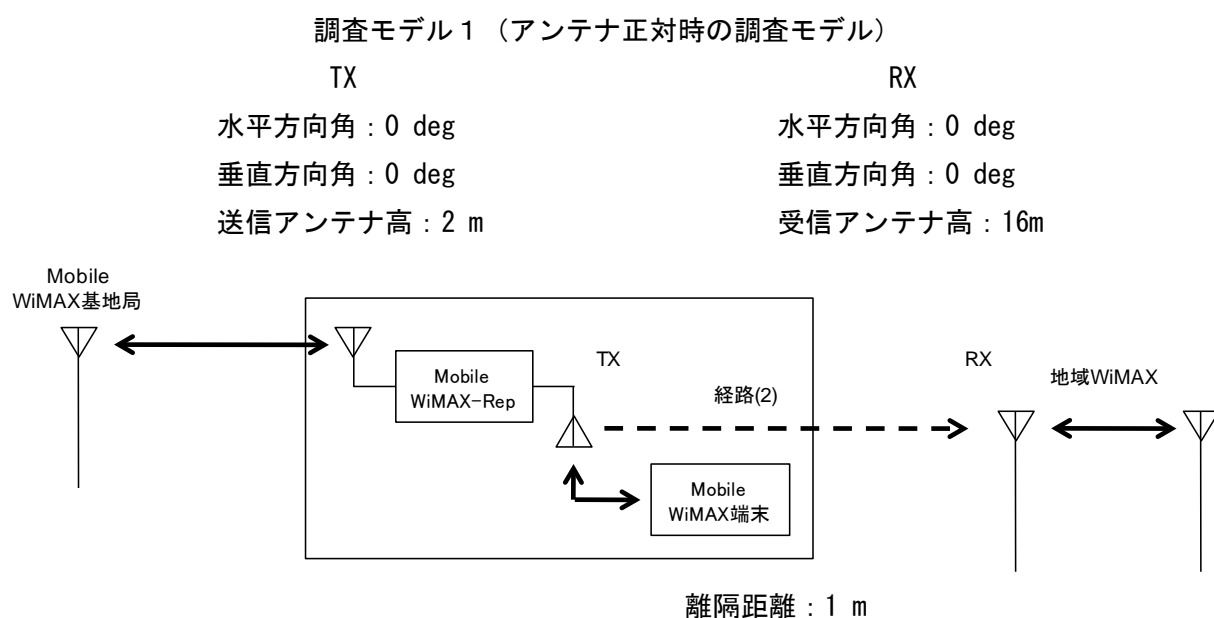 調査モデル１（アンテナ正対時の調査モデル）
TX
水平方向角：0 deg
垂直方向角：0 deg
送信アンテナ高：2 m
RX
水平方向角：0 deg
垂直方向角：0 deg
受信アンテナ高：16m
Mobile
WiMAX基地局
Mobile
WiMAX-Rep
TX
経路(2)
RX
地域WiMAX
Mobile
WiMAX端末
離隔距離：1 m